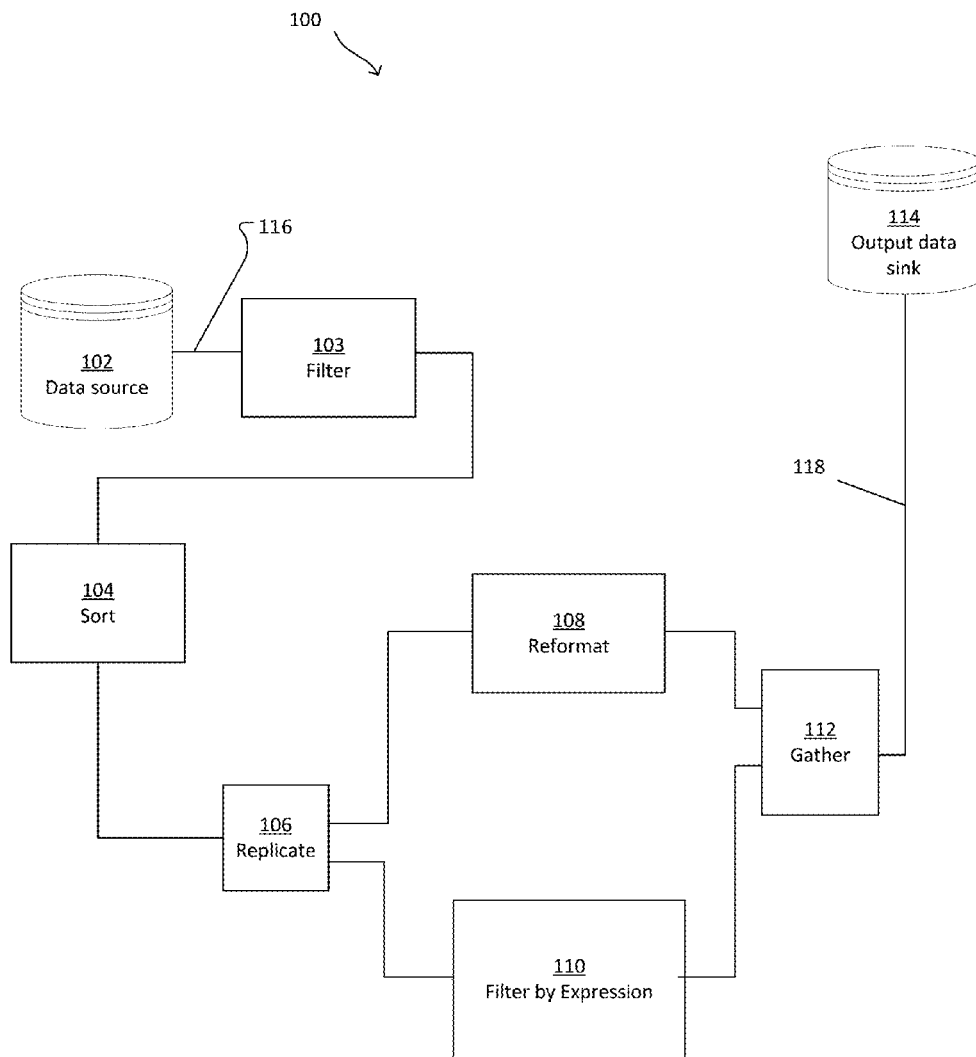 100
114
Output data
sink
116
102
Data source
103
Filter
118
104
Sort
108
Reformat
112
Gather
106
Replicate
110
Filter by Expression